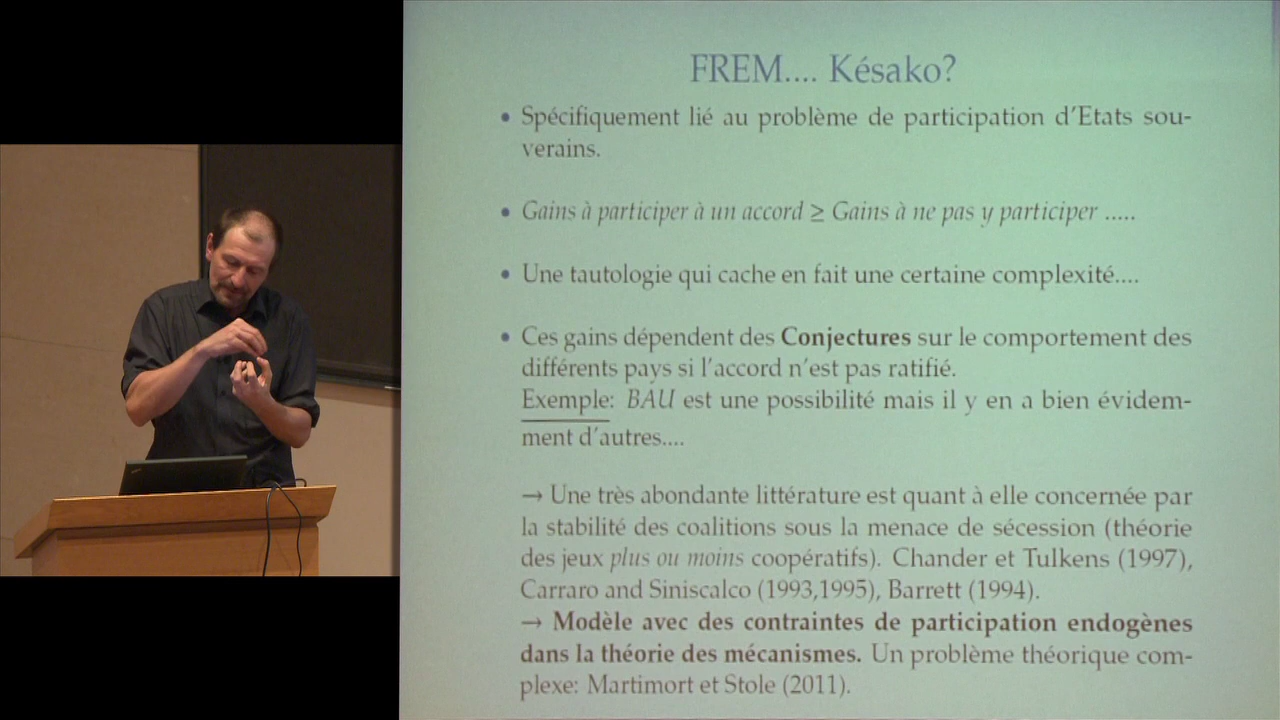 FREM.... Késako?
• Spécifiquement lié au problème de participation d'Etats sou-
verains.
• Gains à participer à un accord ≥ Gains à ne pas y participer .....
• Une tautologie qui cache en fait une certaine complexité....
• Ces gains dépendent des Conjectures sur le comportement des
différents pays si l'accord n'est pas ratifié.
Exemple: BAU est une possibilité mais il y en a bien évidem-
ment d'autres....
→ Une très abondante littérature est quant à elle concernée par
la stabilité des coalitions sous la menace de sécession (théorie
des jeux plus ou moins coopératifs). Chander et Tulkens (1997),
Carraro and Siniscalco (1993,1995), Barrett (1994).
→ Modèle avec des contraintes de participation endogènes
dans la théorie des mécanismes. Un problème théorique com-
plexe: Martimort et Stole (2011).